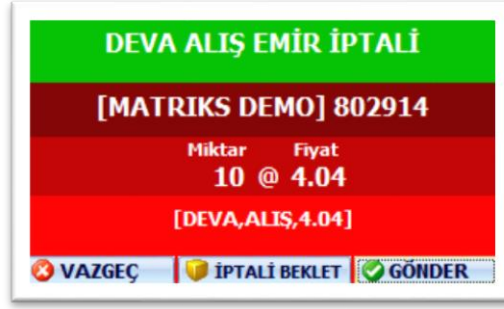 DEVA ALIŞ EMİR İPTALİ
[MATRIKS DEMO] 802914
Miktar Fiyat
10 @ 4.04
[DEVA,ALIŞ,4.04]
VAZGEÇ İPTALİ BEKLET GÖNDER